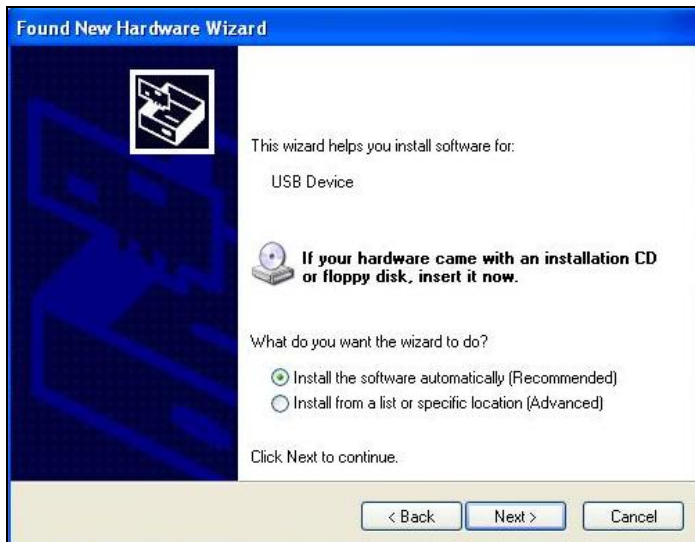 Found New Hardware Wizard
This wizard helps you install software for:
USB Device
If your hardware came with an installation CD
or floppy disk, insert it now.
What do you want the wizard to do?
Install the software automatically (Recommended)
Install from a list or specific location (Advanced)
Click Next to continue.
< Back
Next >
Cancel